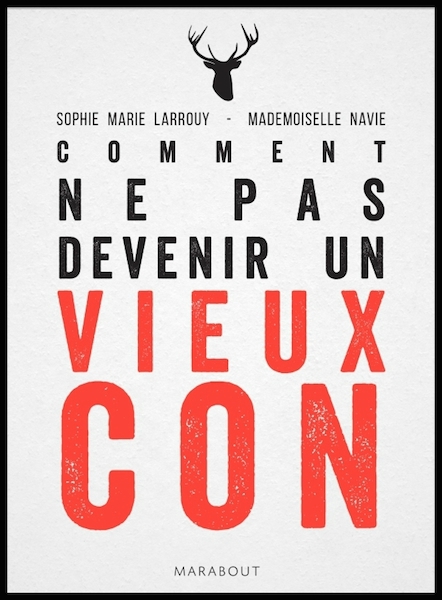 SOPHIE MARIE LARROUY - MADEMOISELLE NAVIE
COMMENT
NE PAS
DEVENIR UN
VIEUX
CON
MARABOUT